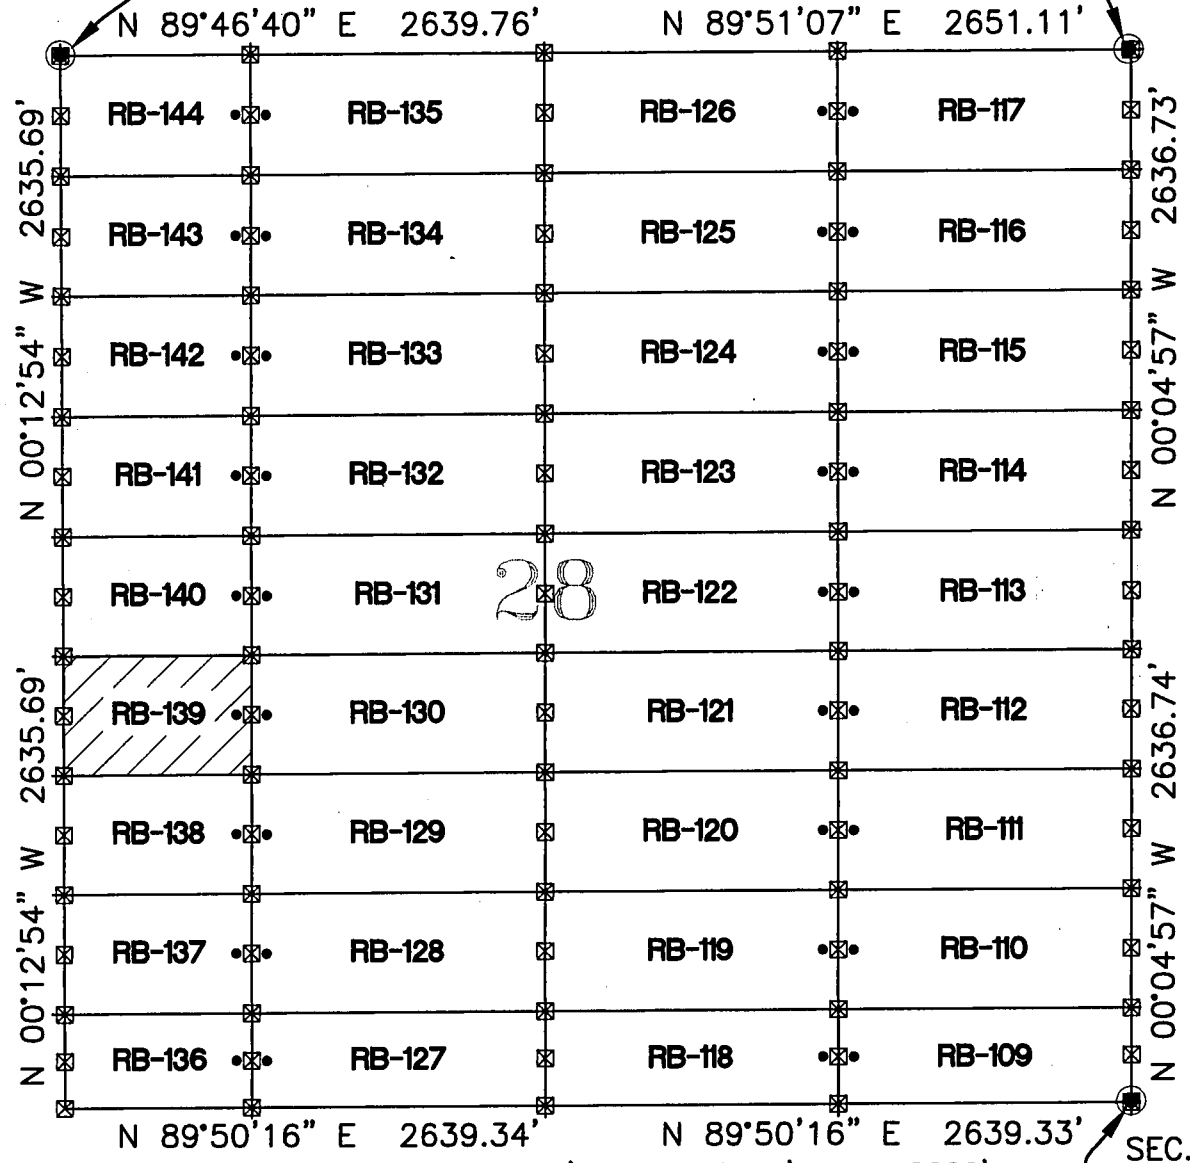 N 89°46'40" E 2639.76' N 89°51'07" E 2651.11'
N 00°12'54" W 2635.69'
N 00°04'57" W 2636.73'
RB-144 RB-135 RB-126 RB-117
RB-143 RB-134 RB-125 RB-116
RB-142 RB-133 RB-124 RB-115
RB-141 RB-132 RB-123 RB-114
RB-140 RB-131 28 RB-122 RB-113
N 00°12'54" W 2635.69'
N 00°04'57" W 2636.74'
RB-139 RB-130 RB-121 RB-112
RB-138 RB-129 RB-120 RB-111
RB-137 RB-128 RB-119 RB-110
RB-136 RB-127 RB-118 RB-109
N 89°50'16" E 2639.34' N 89°50'16" E 2639.33'
SEC.